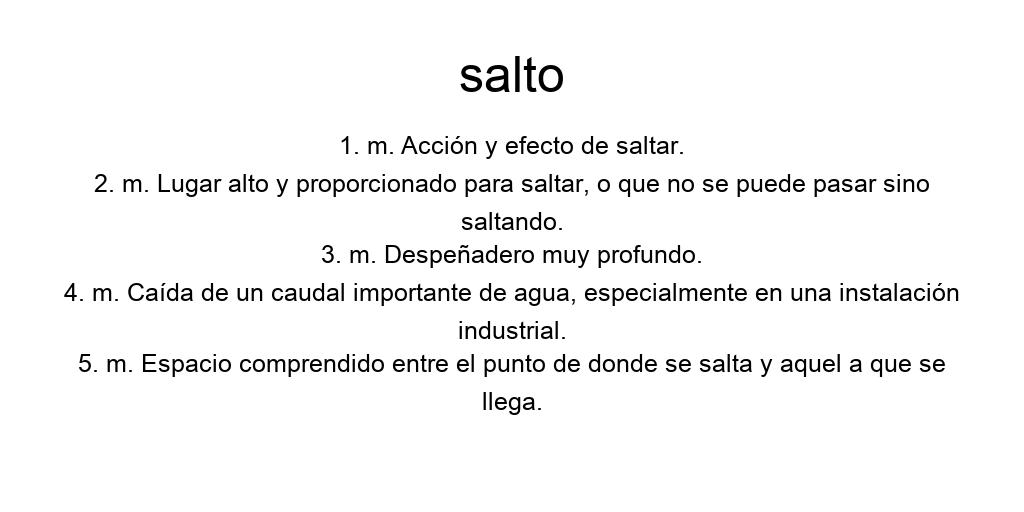 salto
1. m. Acción y efecto de saltar.
2. m. Lugar alto y proporcionado para saltar, o que no se puede pasar sino
saltando.
3. m. Despeñadero muy profundo.
4. m. Caída de un caudal importante de agua, especialmente en una instalación
industrial.
5. m. Espacio comprendido entre el punto de donde se salta y aquel a que se
llega.